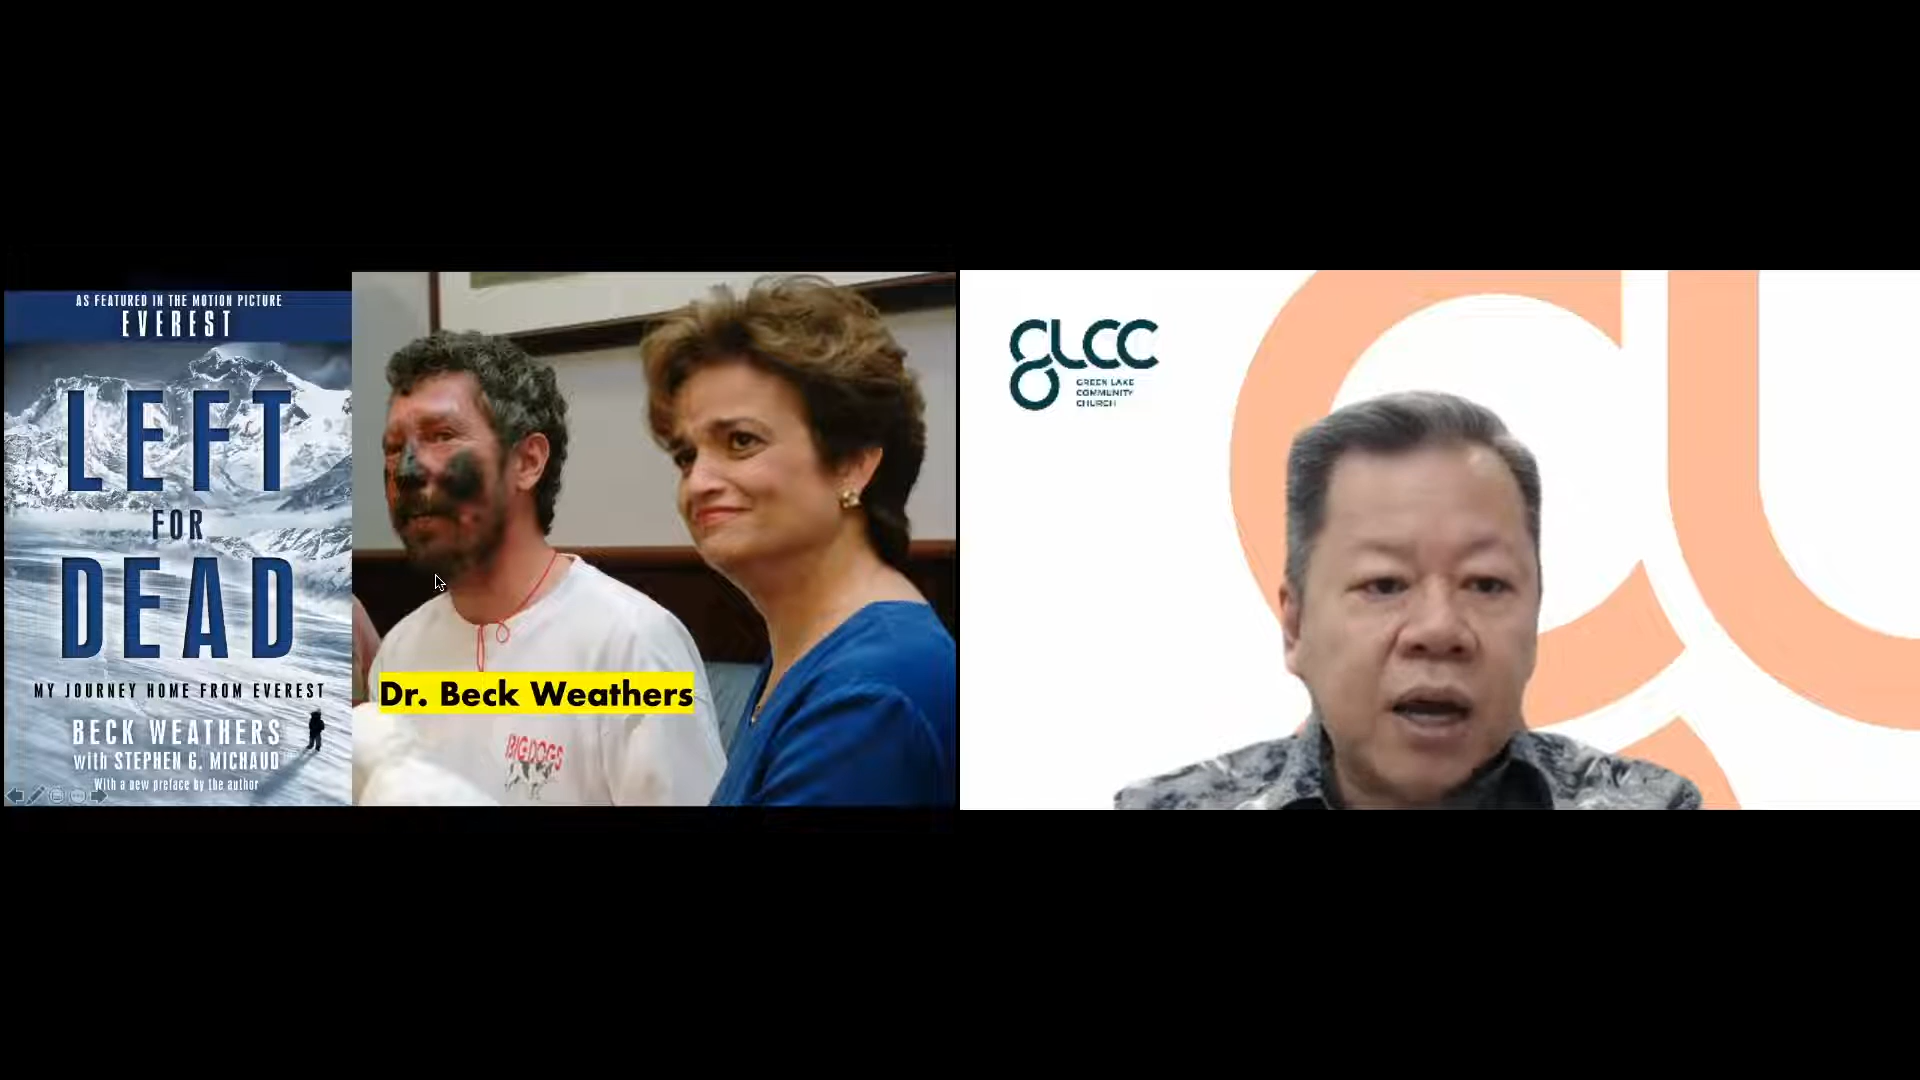 AS FEATURED IN THE MOTION PICTURE
EVEREST
LEFT
FOR
DEAD
MY JOURNEY HOME FROM EVEREST
BECK WEATHERS
with STEPHEN G. MICHAUD
With a new preface by the author
Dr. Beck Weathers
BIG DOGS
GLCC
GREEN LAKE
COMMUNITY
CHURCH